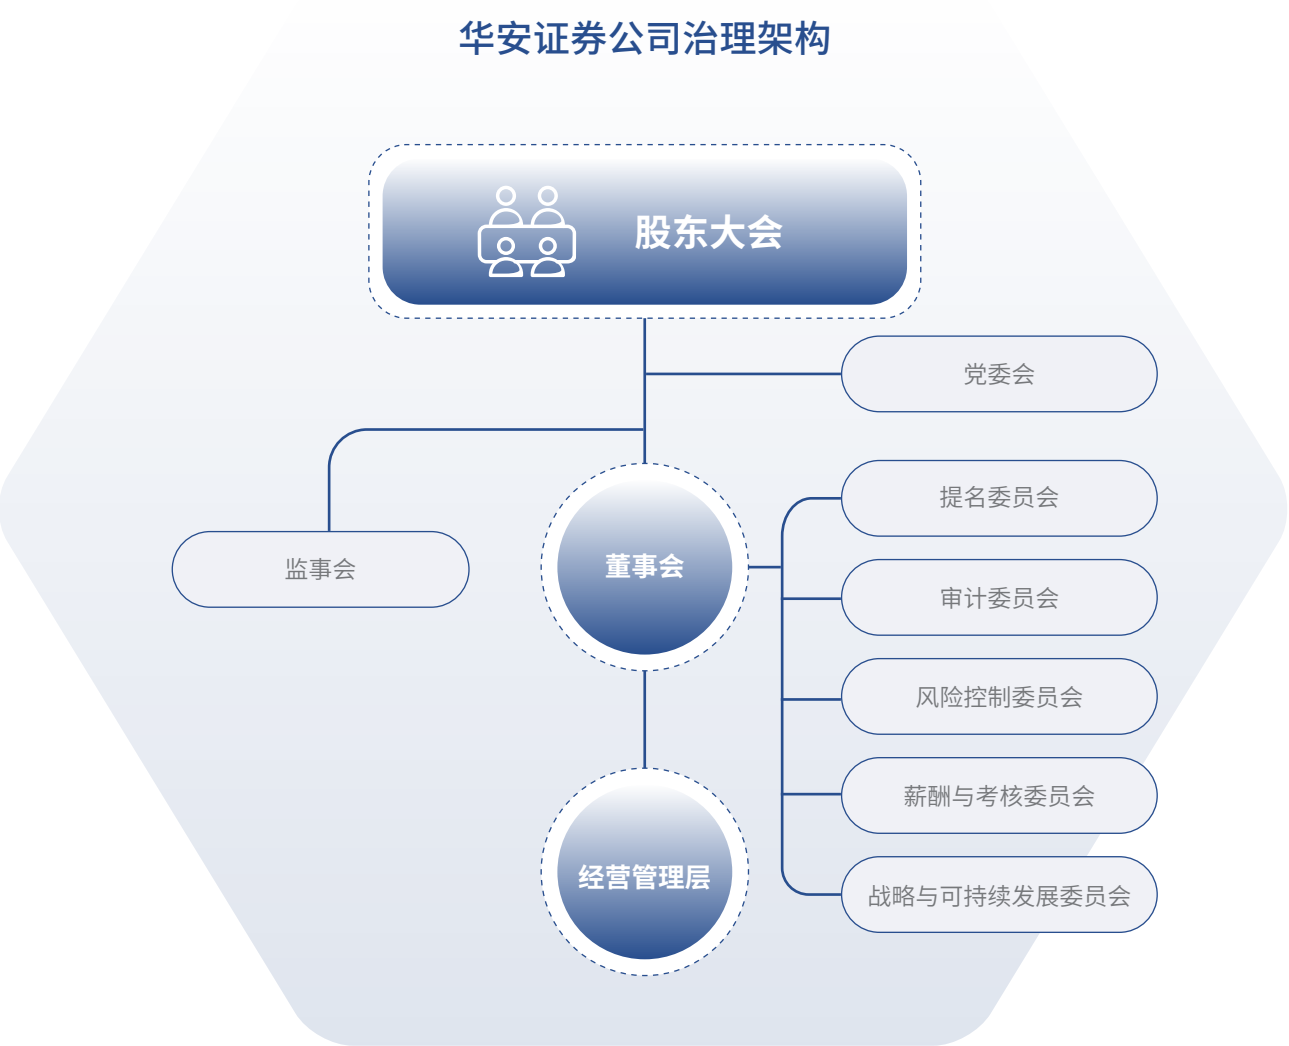 华安证券公司治理架构
股东大会
党委会
监事会
董事会
提名委员会
审计委员会
风险控制委员会
薪酬与考核委员会
战略与可持续发展委员会
经营管理层